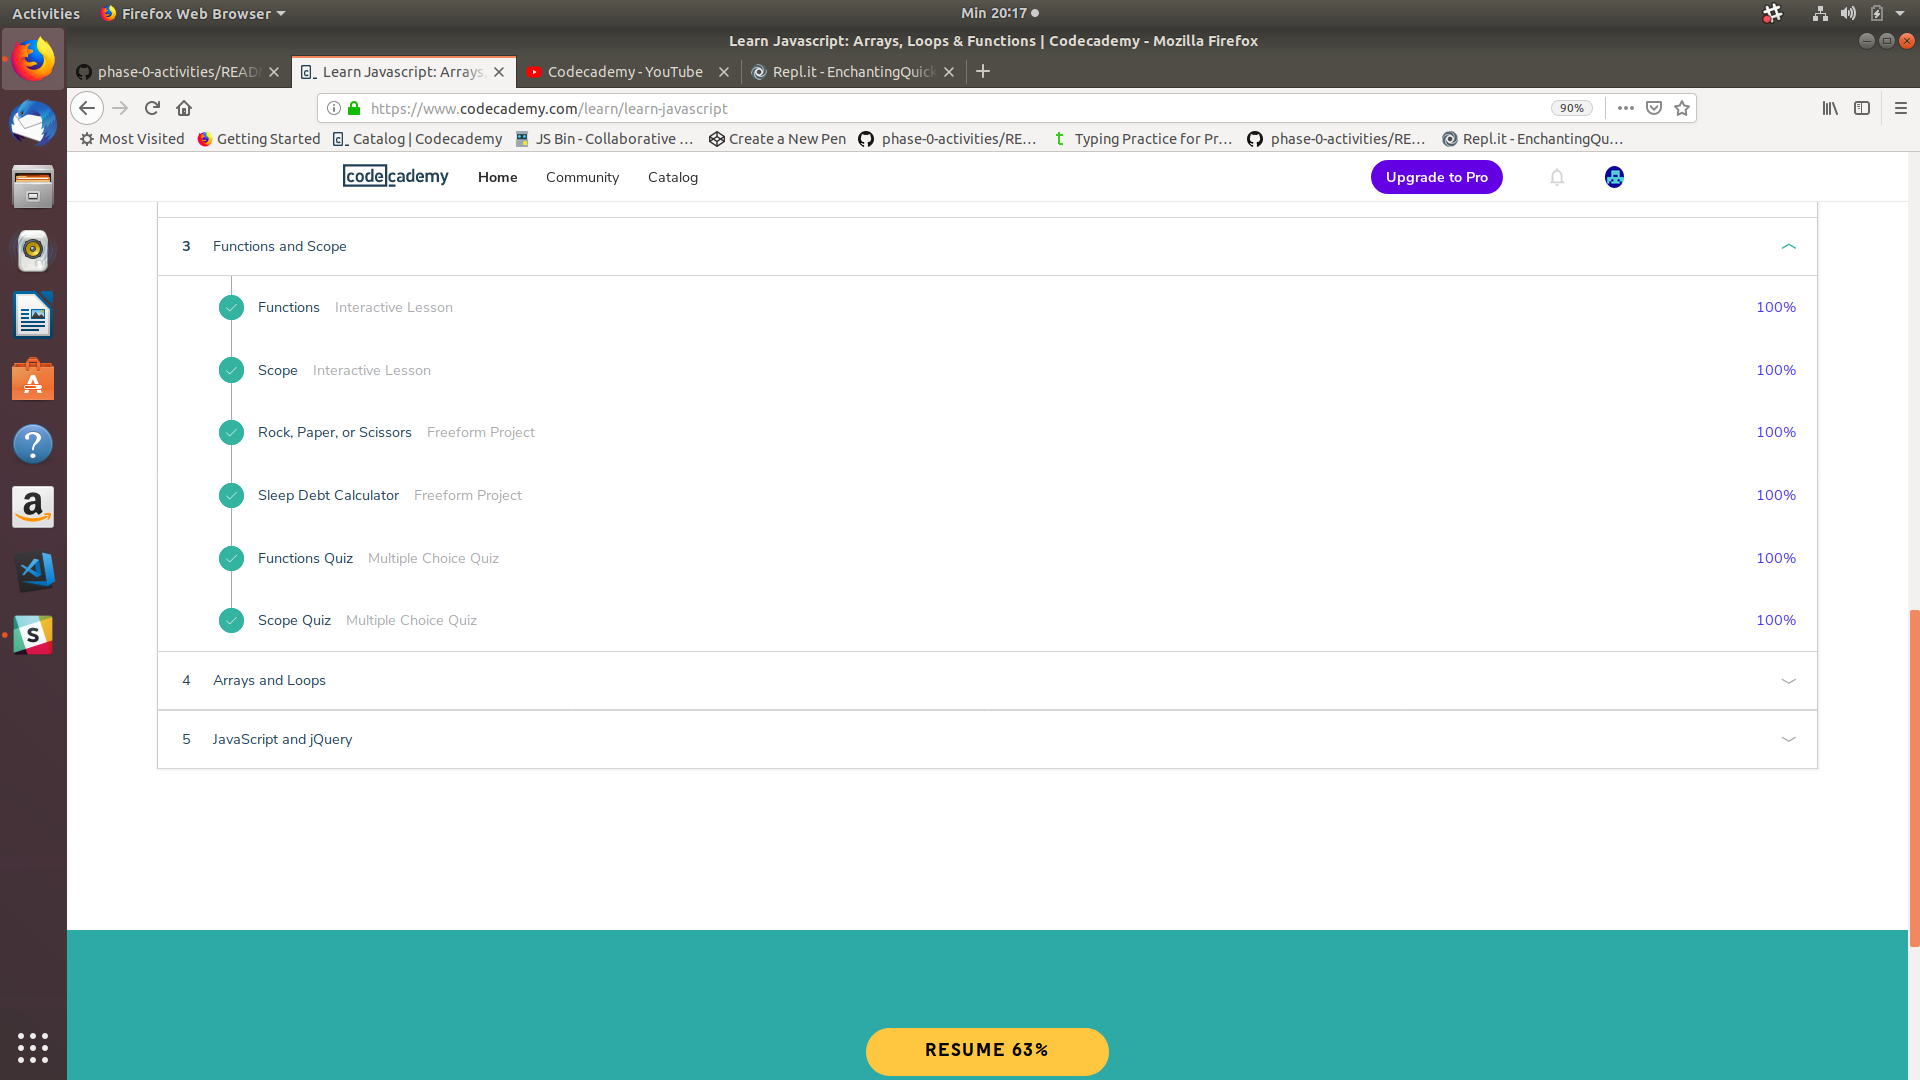 Activities Firefox Web Browser Min 20:17
Learn Javascript: Arrays, Loops & Functions | Codecademy - Mozilla Firefox
phase-0-activities/READ Learn Javascript: Arrays, Codecademy - YouTube Repl.it - EnchantingQuick
https://www.codecademy.com/learn/learn-javascript 90%
Most Visited Getting Started Catalog | Codecademy JS Bin - Collaborative … Create a New Pen phase-0-activities/RE… Typing Practice for Pr… phase-0-activities/RE… Repl.it - EnchantingQu…
codecademy Home Community Catalog Upgrade to Pro
3 Functions and Scope
Functions Interactive Lesson 100%
Scope Interactive Lesson 100%
Rock, Paper, or Scissors Freeform Project 100%
Sleep Debt Calculator Freeform Project 100%
Functions Quiz Multiple Choice Quiz 100%
Scope Quiz Multiple Choice Quiz 100%
4 Arrays and Loops
5 JavaScript and jQuery
RESUME 63%